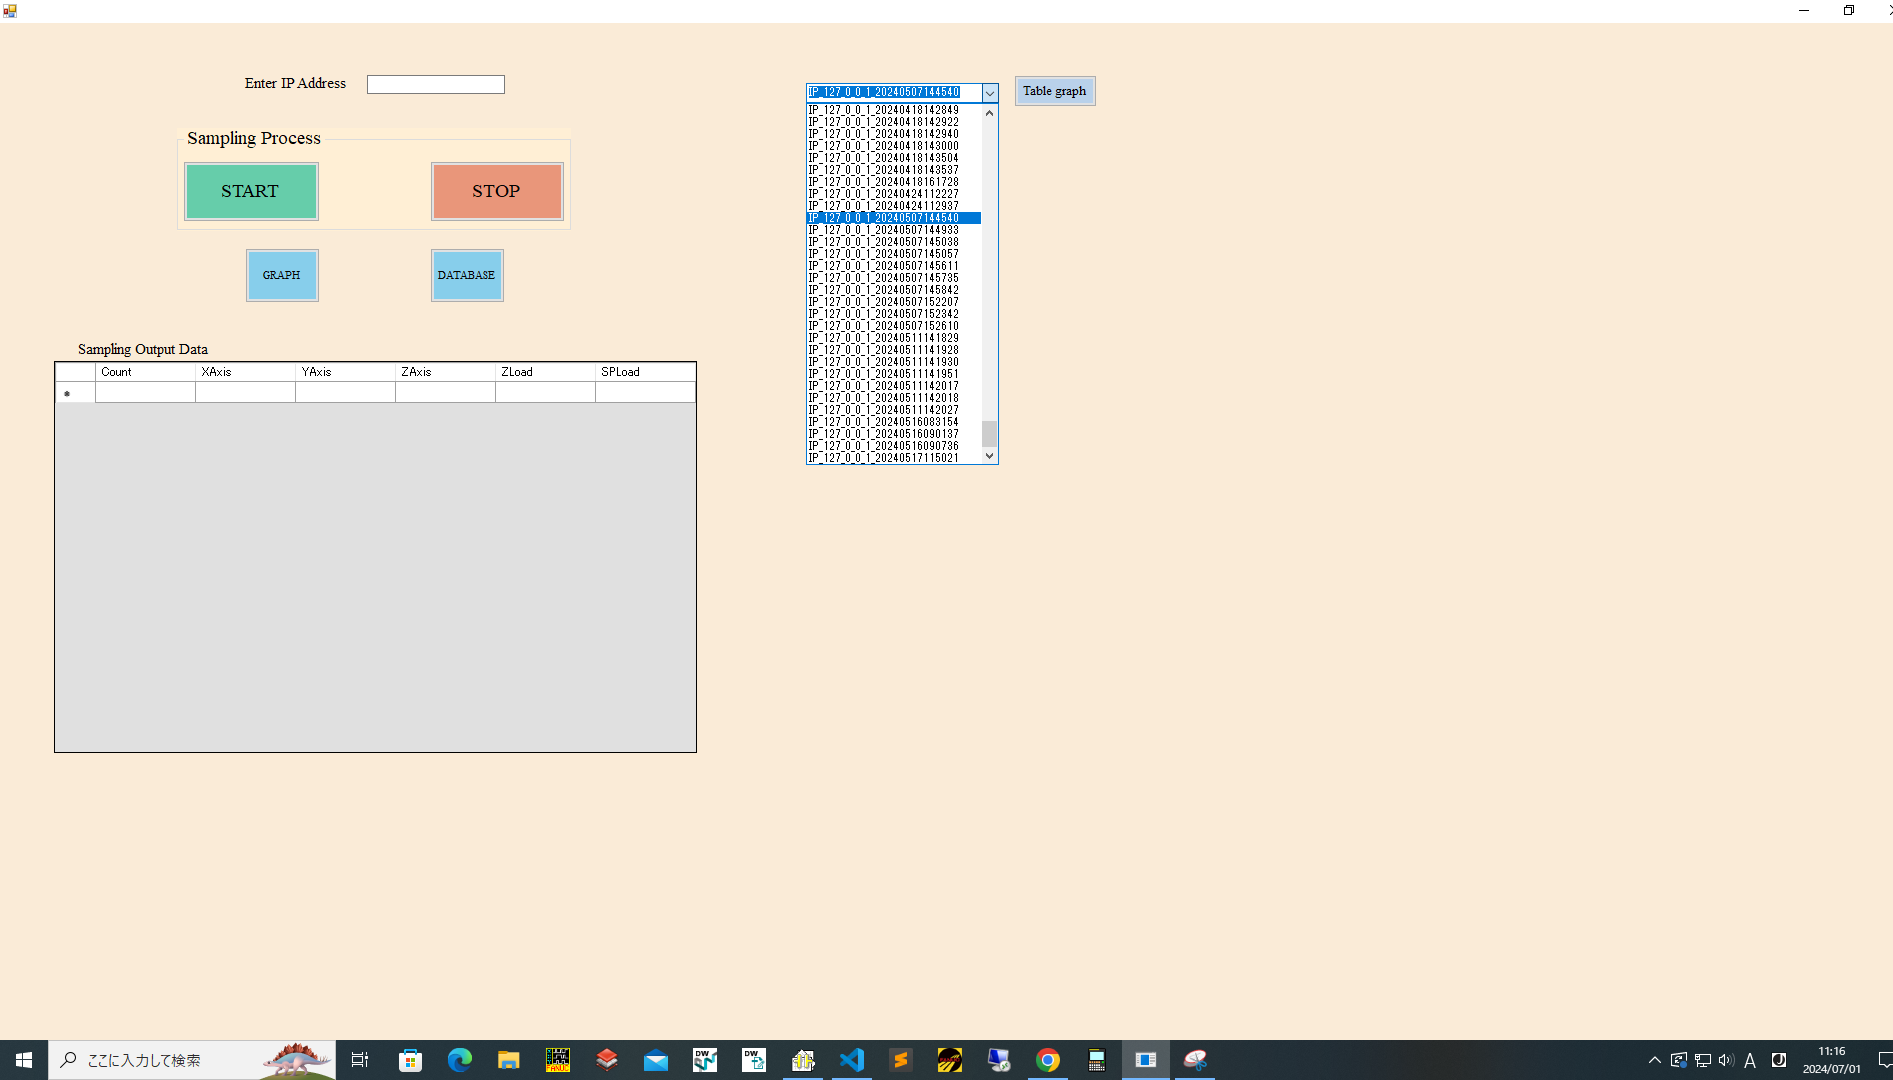 Enter IP Address
Sampling Process
START
STOP
GRAPH
DATABASE
Sampling Output Data
Count XAxis YAxis ZAxis ZLoad SPLoad
IP_127_0_0_1_20240507144540
Table graph
IP_127_0_0_1_20240418142849
IP_127_0_0_1_20240418142922
IP_127_0_0_1_20240418142940
IP_127_0_0_1_20240418143000
IP_127_0_0_1_20240418143504
IP_127_0_0_1_20240418143537
IP_127_0_0_1_20240418161728
IP_127_0_0_1_20240424112227
IP_127_0_0_1_20240424112937
IP_127_0_0_1_20240507144540
IP_127_0_0_1_20240507144933
IP_127_0_0_1_20240507145038
IP_127_0_0_1_20240507145057
IP_127_0_0_1_20240507145611
IP_127_0_0_1_20240507145735
IP_127_0_0_1_20240507145842
IP_127_0_0_1_20240507152207
IP_127_0_0_1_20240507152342
IP_127_0_0_1_20240507152610
IP_127_0_0_1_20240511141829
IP_127_0_0_1_20240511141928
IP_127_0_0_1_20240511141930
IP_127_0_0_1_20240511141951
IP_127_0_0_1_20240511142017
IP_127_0_0_1_20240511142018
IP_127_0_0_1_20240511142027
IP_127_0_0_1_20240516083154
IP_127_0_0_1_20240516090137
IP_127_0_0_1_20240516090736
IP_127_0_0_1_20240517115021
ここに入力して検索
FANUC
DW
DW
A
J
11:16
2024/07/01